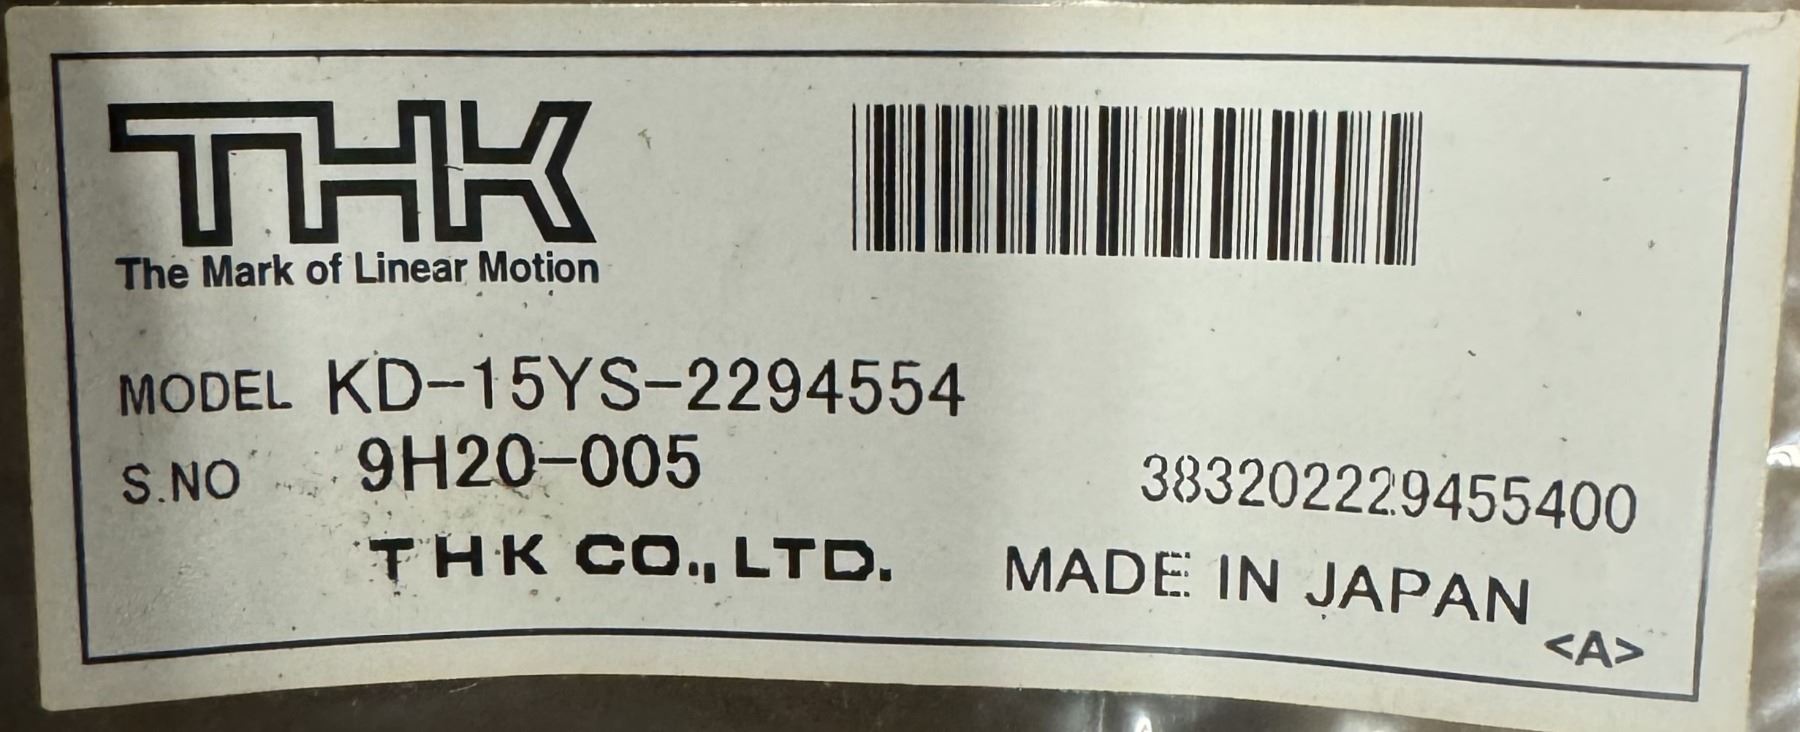 THK
The Mark of Linear Motion
MODEL KD-15YS-2294554
S.NO 9H20-005
383202229455400
THK CO.,LTD. MADE IN JAPAN
<A>